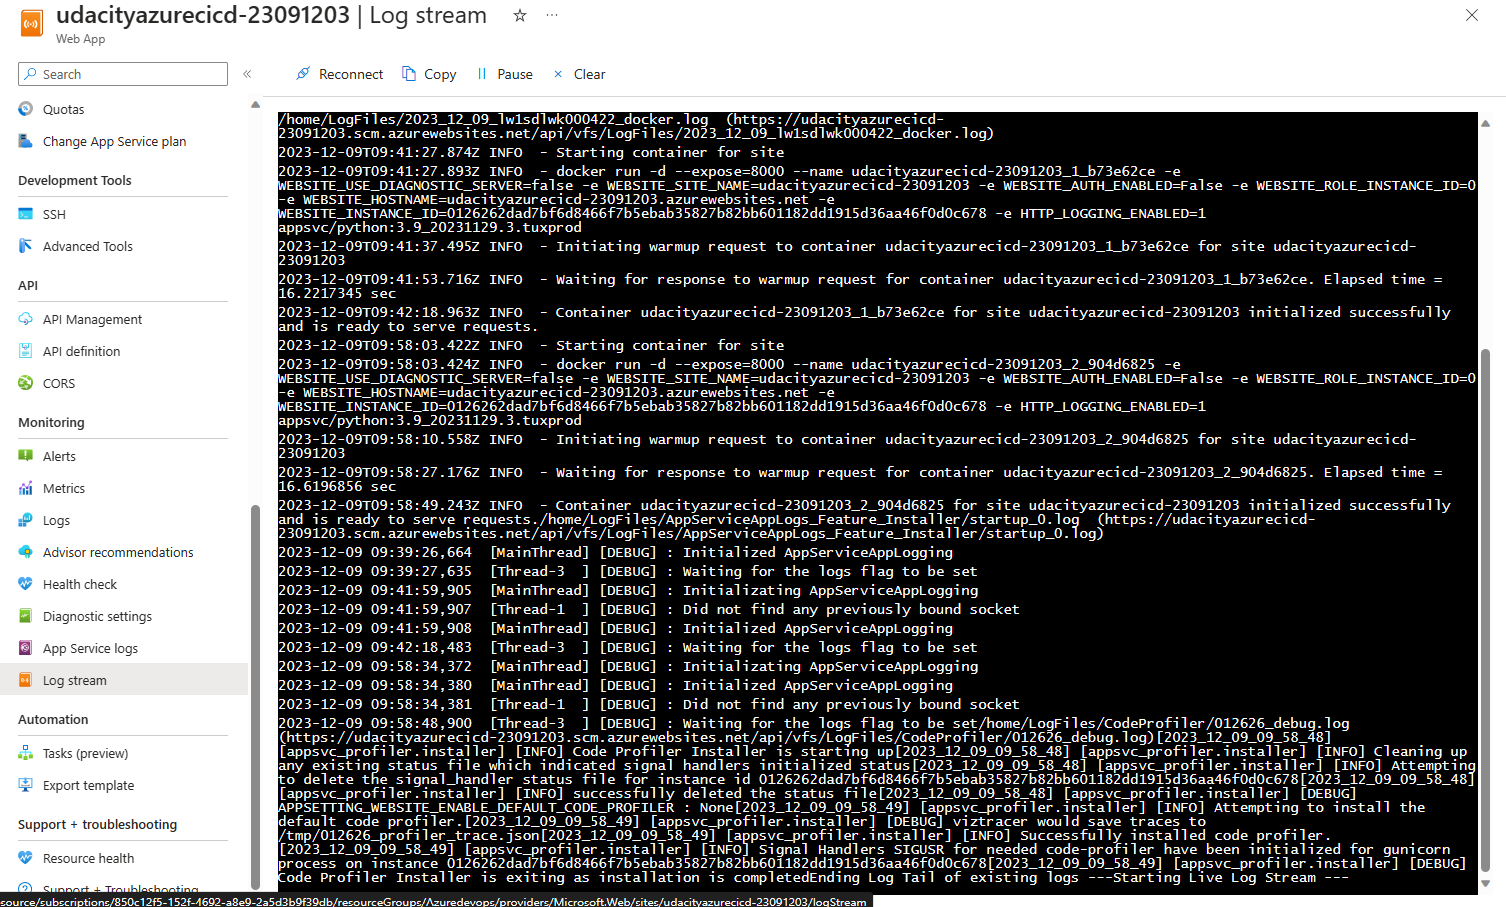 udacityazurecicd-23091203 | Log stream
Web App
Search
Reconnect
Copy
Pause
Clear
Quotas
Change App Service plan
Development Tools
SSH
Advanced Tools
API
API Management
API definition
CORS
Monitoring
Alerts
Metrics
Logs
Advisor recommendations
Health check
Diagnostic settings
App Service logs
Log stream
Automation
Tasks (preview)
Export template
Support + troubleshooting
Resource health
Support + Troubleshooting
/home/LogFiles/2023_12_09_lw1sdlwk000422_docker.log  (https://udacityazurecicd-
23091203.scm.azurewebsites.net/api/vfs/LogFiles/2023_12_09_lw1sdlwk000422_docker.log)
2023-12-09T09:41:27.874Z INFO  - Starting container for site
2023-12-09T09:41:27.893Z INFO  - docker run -d --expose=8000 --name udacityazurecicd-23091203_1_b73e62ce -e
WEBSITE_USE_DIAGNOSTIC_SERVER=false -e WEBSITE_SITE_NAME=udacityazurecicd-23091203 -e WEBSITE_AUTH_ENABLED=False -e WEBSITE_ROLE_INSTANCE_ID=0
-e WEBSITE_HOSTNAME=udacityazurecicd-23091203.azurewebsites.net -e
WEBSITE_INSTANCE_ID=0126262dad7bf6d8466f7b5ebab35827b82bb601182dd1915d36aa46f0d0c678 -e HTTP_LOGGING_ENABLED=1
appsvc/python:3.9_20231129.3.tuxprod
2023-12-09T09:41:37.495Z INFO  - Initiating warmup request to container udacityazurecicd-23091203_1_b73e62ce for site udacityazurecicd-
23091203
2023-12-09T09:41:53.716Z INFO  - Waiting for response to warmup request for container udacityazurecicd-23091203_1_b73e62ce. Elapsed time =
16.2217345 sec
2023-12-09T09:42:18.963Z INFO  - Container udacityazurecicd-23091203_1_b73e62ce for site udacityazurecicd-23091203 initialized successfully
and is ready to serve requests.
2023-12-09T09:58:03.422Z INFO  - Starting container for site
2023-12-09T09:58:03.424Z INFO  - docker run -d --expose=8000 --name udacityazurecicd-23091203_2_904d6825 -e
WEBSITE_USE_DIAGNOSTIC_SERVER=false -e WEBSITE_SITE_NAME=udacityazurecicd-23091203 -e WEBSITE_AUTH_ENABLED=False -e WEBSITE_ROLE_INSTANCE_ID=0
-e WEBSITE_HOSTNAME=udacityazurecicd-23091203.azurewebsites.net -e
WEBSITE_INSTANCE_ID=0126262dad7bf6d8466f7b5ebab35827b82bb601182dd1915d36aa46f0d0c678 -e HTTP_LOGGING_ENABLED=1
appsvc/python:3.9_20231129.3.tuxprod
2023-12-09T09:58:10.558Z INFO  - Initiating warmup request to container udacityazurecicd-23091203_2_904d6825 for site udacityazurecicd-
23091203
2023-12-09T09:58:27.176Z INFO  - Waiting for response to warmup request for container udacityazurecicd-23091203_2_904d6825. Elapsed time =
16.6196856 sec
2023-12-09T09:58:49.243Z INFO  - Container udacityazurecicd-23091203_2_904d6825 for site udacityazurecicd-23091203 initialized successfully
and is ready to serve requests./home/LogFiles/AppServiceAppLogs_Feature_Installer/startup_0.log  (https://udacityazurecicd-
23091203.scm.azurewebsites.net/api/vfs/LogFiles/AppServiceAppLogs_Feature_Installer/startup_0.log)
2023-12-09 09:39:26,664  [MainThread] [DEBUG] : Initialized AppServiceAppLogging
2023-12-09 09:39:27,635  [Thread-3  ] [DEBUG] : Waiting for the logs flag to be set
2023-12-09 09:41:59,905  [MainThread] [DEBUG] : Initializating AppServiceAppLogging
2023-12-09 09:41:59,907  [Thread-1  ] [DEBUG] : Did not find any previously bound socket
2023-12-09 09:41:59,908  [MainThread] [DEBUG] : Initialized AppServiceAppLogging
2023-12-09 09:42:18,483  [Thread-3  ] [DEBUG] : Waiting for the logs flag to be set
2023-12-09 09:58:34,372  [MainThread] [DEBUG] : Initializating AppServiceAppLogging
2023-12-09 09:58:34,380  [MainThread] [DEBUG] : Initialized AppServiceAppLogging
2023-12-09 09:58:34,381  [Thread-1  ] [DEBUG] : Did not find any previously bound socket
2023-12-09 09:58:48,900  [Thread-3  ] [DEBUG] : Waiting for the logs flag to be set/home/LogFiles/CodeProfiler/012626_debug.log
(https://udacityazurecicd-23091203.scm.azurewebsites.net/api/vfs/LogFiles/CodeProfiler/012626_debug.log)[2023_12_09_09_58_48]
[appsvc_profiler.installer] [INFO] Code Profiler Installer is starting up[2023_12_09_09_58_48] [appsvc_profiler.installer] [INFO] Cleaning up
any existing status file which indicated signal handlers initialized status[2023_12_09_09_58_48] [appsvc_profiler.installer] [INFO] Attempting
to delete the signal_handler status file for instance id 0126262dad7bf6d8466f7b5ebab35827b82bb601182dd1915d36aa46f0d0c678[2023_12_09_09_58_48]
[appsvc_profiler.installer] [INFO] successfully deleted the status file[2023_12_09_09_58_48] [appsvc_profiler.installer] [DEBUG]
APPSETTING_WEBSITE_ENABLE_DEFAULT_CODE_PROFILER : None[2023_12_09_09_58_49] [appsvc_profiler.installer] [INFO] Attempting to install the
default code profiler.[2023_12_09_09_58_49] [appsvc_profiler.installer] [DEBUG] viztracer would save traces to
/tmp/012626_profiler_trace.json[2023_12_09_09_58_49] [appsvc_profiler.installer] [INFO] Successfully installed code profiler.
[2023_12_09_09_58_49] [appsvc_profiler.installer] [INFO] Signal Handlers SIGUSR for needed code-profiler have been initialized for gunicorn
process on instance 0126262dad7bf6d8466f7b5ebab35827b82bb601182dd1915d36aa46f0d0c678[2023_12_09_09_58_49] [appsvc_profiler.installer] [DEBUG]
Code Profiler Installer is exiting as installation is completedEnding Log Tail of existing logs ---Starting Live Log Stream ---
source/subscriptions/850c12f5-152f-4692-a8e9-2a5d3b9f39db/resourceGroups/Azuredevops/providers/Microsoft.Web/sites/udacityazurecicd-23091203/logStream